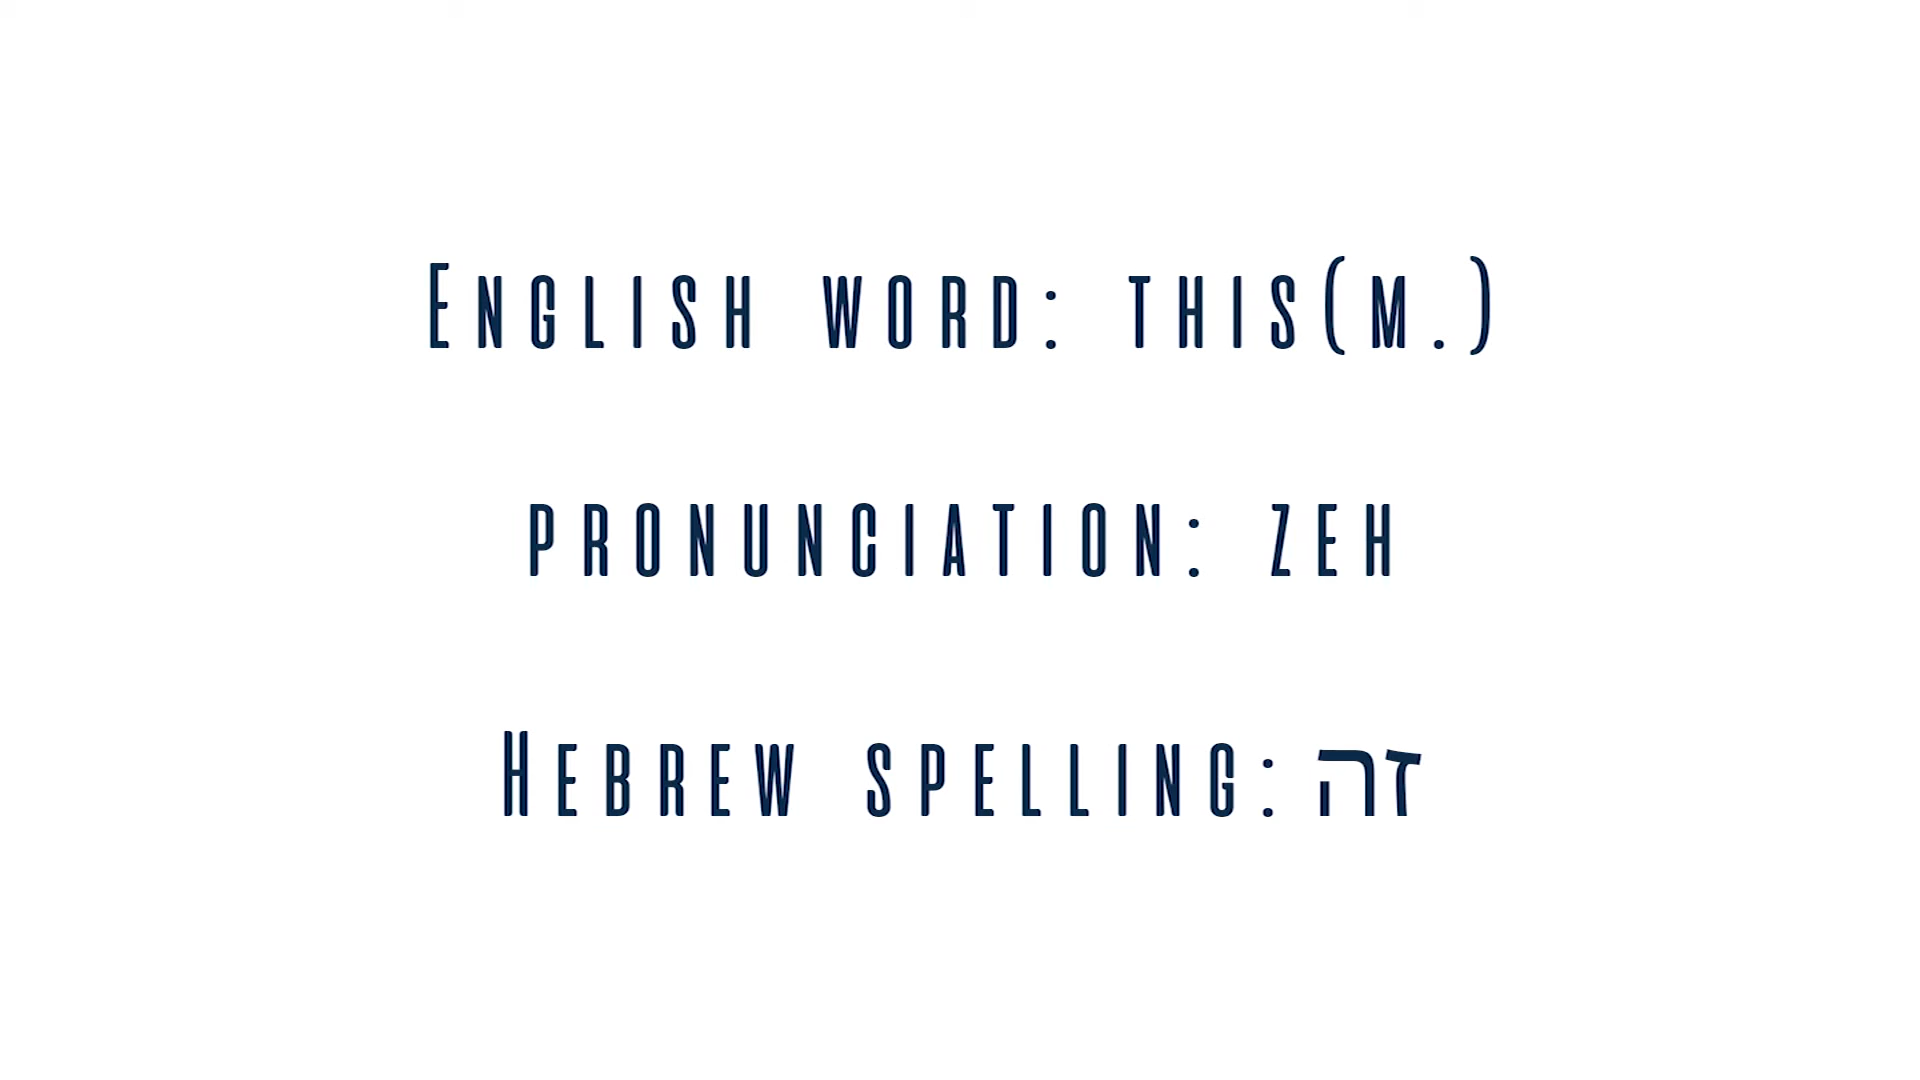 English word: this(m.)
pronunciation: zeh
Hebrew spelling: זה